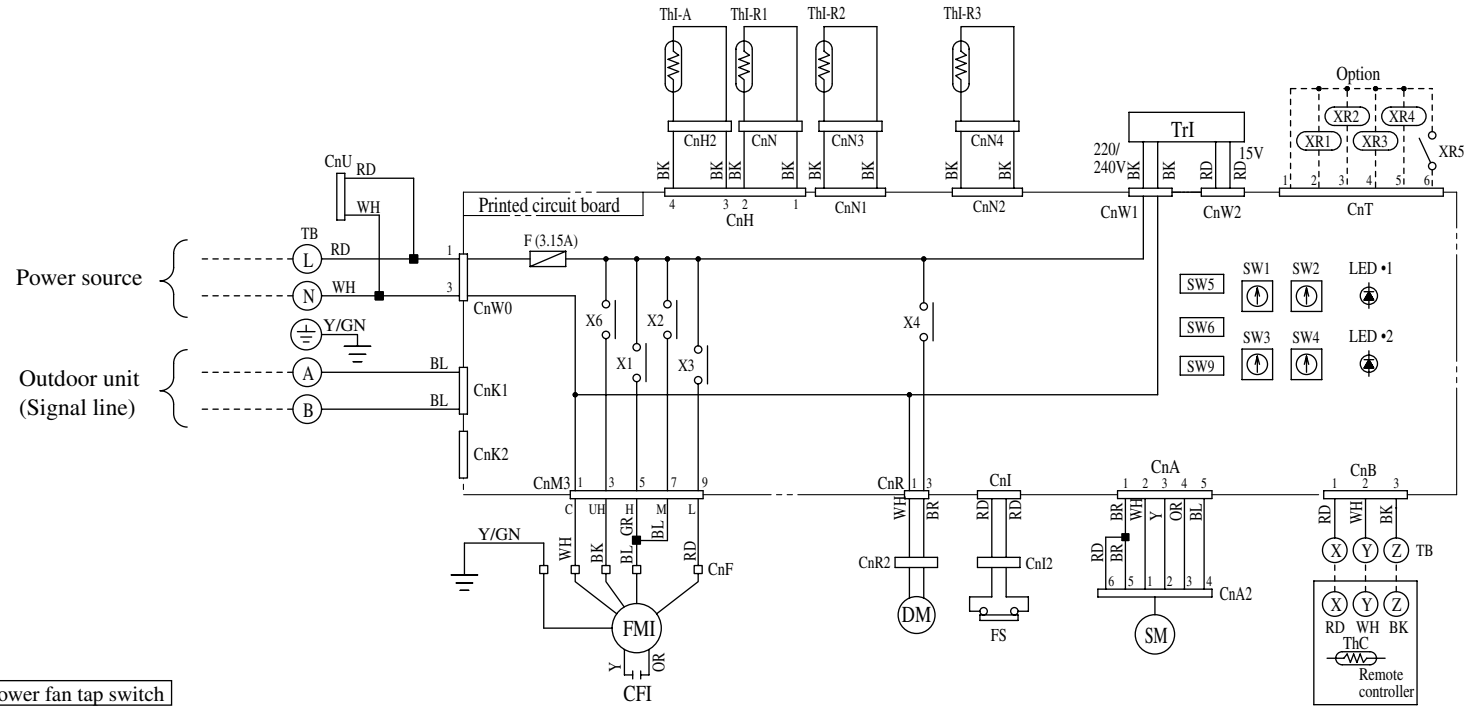 ThI-A ThI-R1 ThI-R2 ThI-R3
Option
XR2 XR4
XR1 XR3
XR5
TrI
220/
240V
15V
CnH2 CnN CnN3 CnN4
BK BK BK BK BK BK BK BK BK BK RD RD
1 2 3 4 5 6
4 3 2 1
CnH CnN1 CnN2 CnW1 CnW2 CnT
CnU
RD
WH
Printed circuit board
TB
Power source
L RD 1
F (3.15A)
N WH 3
CnW0
Y/GN
X6 X2 X4
X1 X3
SW5 SW1 SW2 LED •1
SW6
SW9 SW3 SW4 LED •2
Outdoor unit
(Signal line)
A BL
CnK1
B BL
CnK2
CnM3 1 3 5 7 9
C UH H M L
CnR 1 3
CnI
CnA
1 2 3 4 5
CnB
1 2 3
Y/GN
WH BK GR BL BL RD
CnF
WH BR
CnR2
RD RD
CnI2
BR WH Y OR BL
RD BR
6 5 1 2 3 4
CnA2
RD WH BK
X Y Z TB
X Y Z
RD WH BK
ThC
Remote
controller
FMI
Y OR
CFI
DM
FS
SM
ower fan tap switch